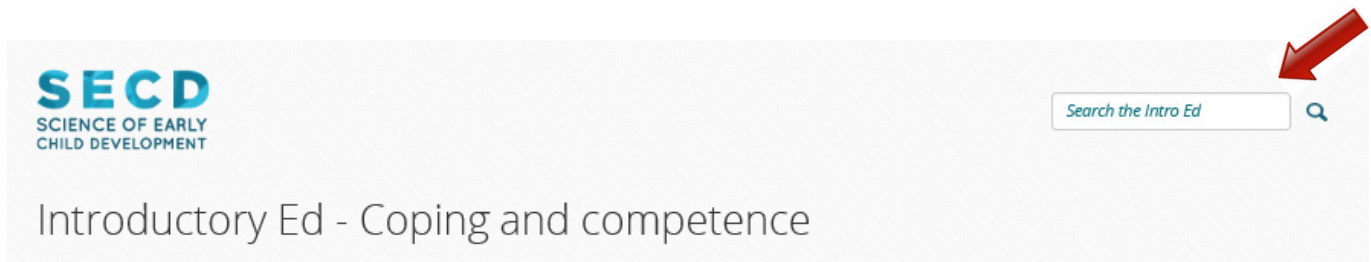 SECD
SCIENCE OF EARLY
CHILD DEVELOPMENT
Search the Intro Ed
Introductory Ed - Coping and competence